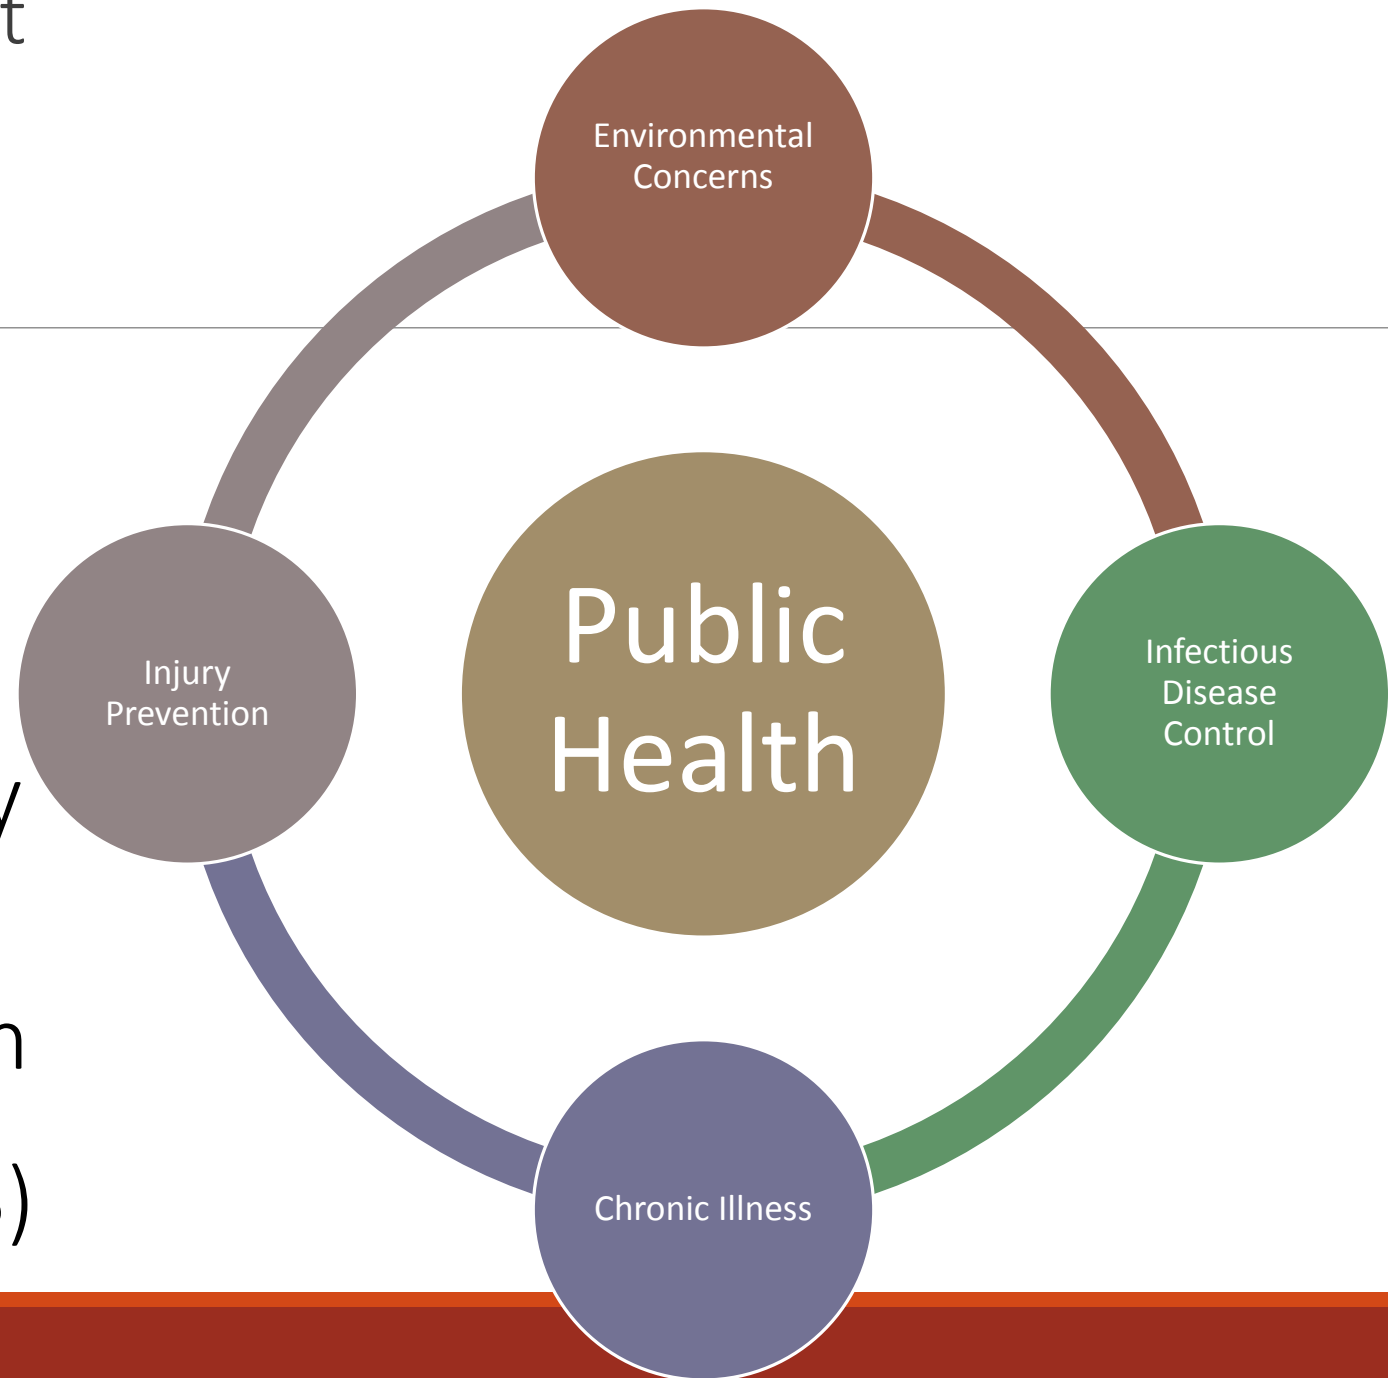 t
Environmental
Concerns
Public
Health
Injury
Prevention
Infectious
Disease
Control
y
n
)
Chronic Illness